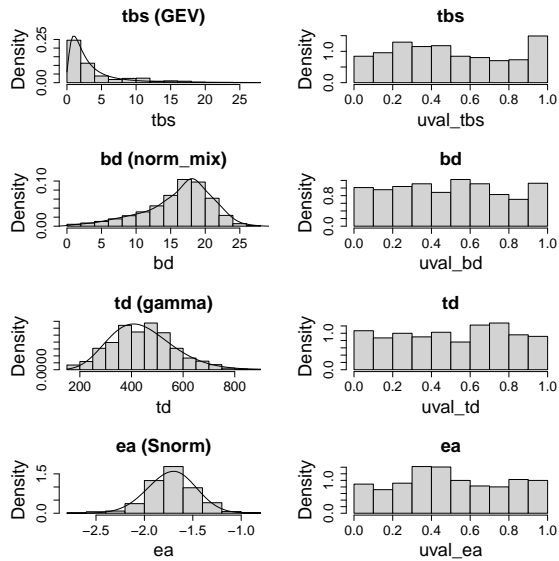 tbs (GEV)
Density
0.00 0.25
0 5 10 15 20 25
tbs
tbs
Density
0.0 1.0
0.0 0.2 0.4 0.6 0.8 1.0
uval_tbs
bd (norm_mix)
Density
0.00 0.10
0 5 10 15 20 25
bd
bd
Density
0.0 0.8
0.0 0.2 0.4 0.6 0.8 1.0
uval_bd
td (gamma)
Density
0.0000
200 400 600 800
td
td
Density
0.0 1.0
0.0 0.2 0.4 0.6 0.8 1.0
uval_td
ea (Snorm)
Density
0.0 1.5
−2.5 −2.0 −1.5 −1.0
ea
ea
Density
0.0 1.0
0.0 0.2 0.4 0.6 0.8 1.0
uval_ea